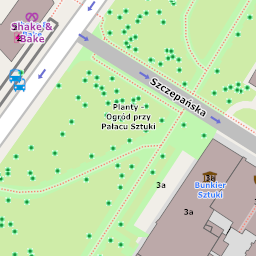 Shake &
Bake
Szczepańska
Planty -
Ogród przy
Pałacu Sztuki
3a
Bunkier
Sztuki
3a